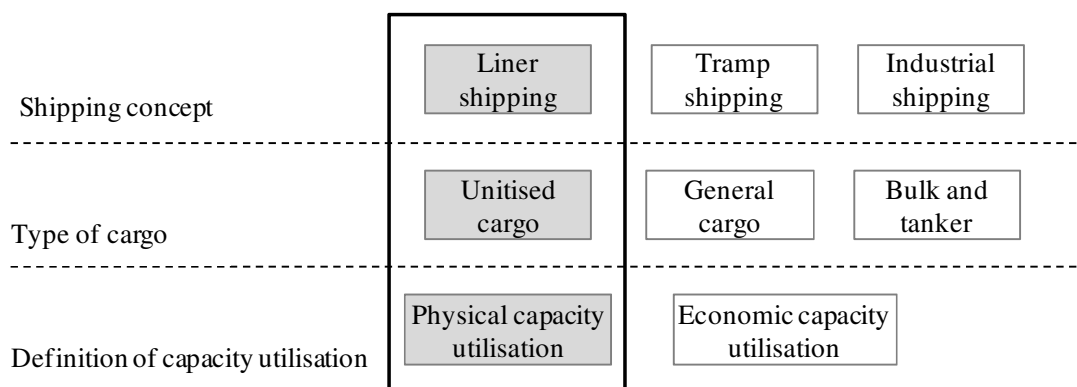 Liner
shipping
Tramp
shipping
Industrial
shipping
Shipping concept
Unitised
cargo
General
cargo
Bulk and
tanker
Type of cargo
Physical capacity
utilisation
Economic capacity
utilisation
Definition of capacity utilisation